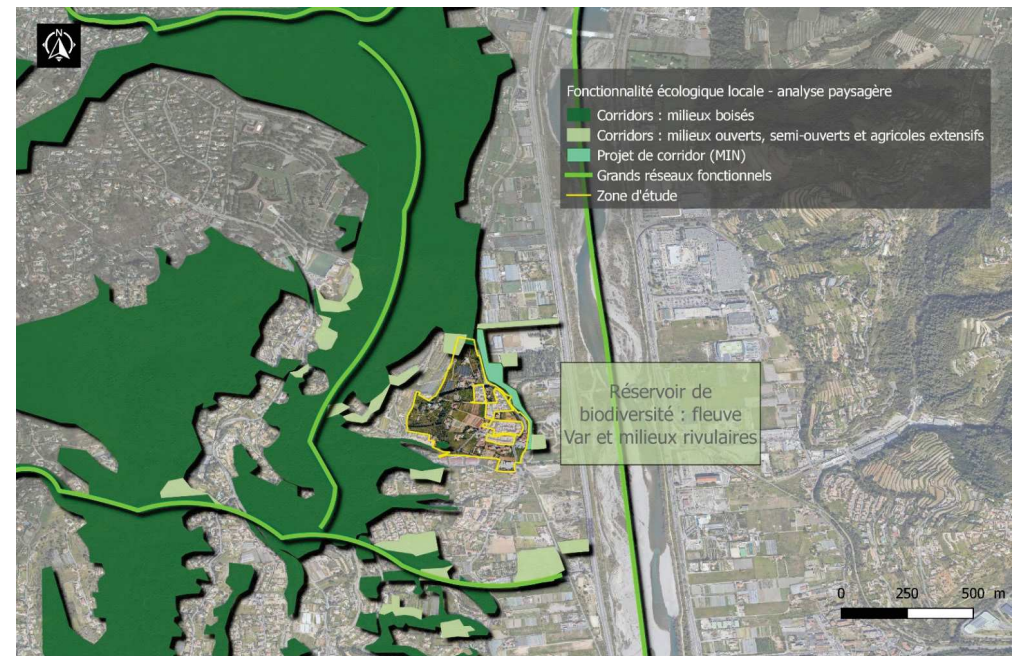 N
Fonctionnalité écologique locale - analyse paysagère
Corridors : milieux boisés
Corridors : milieux ouverts, semi-ouverts et agricoles extensifs
Projet de corridor (MIN)
Grands réseaux fonctionnels
Zone d'étude
Réservoir de
biodiversité : fleuve
Var et milieux rivulaires
0 250 500 m